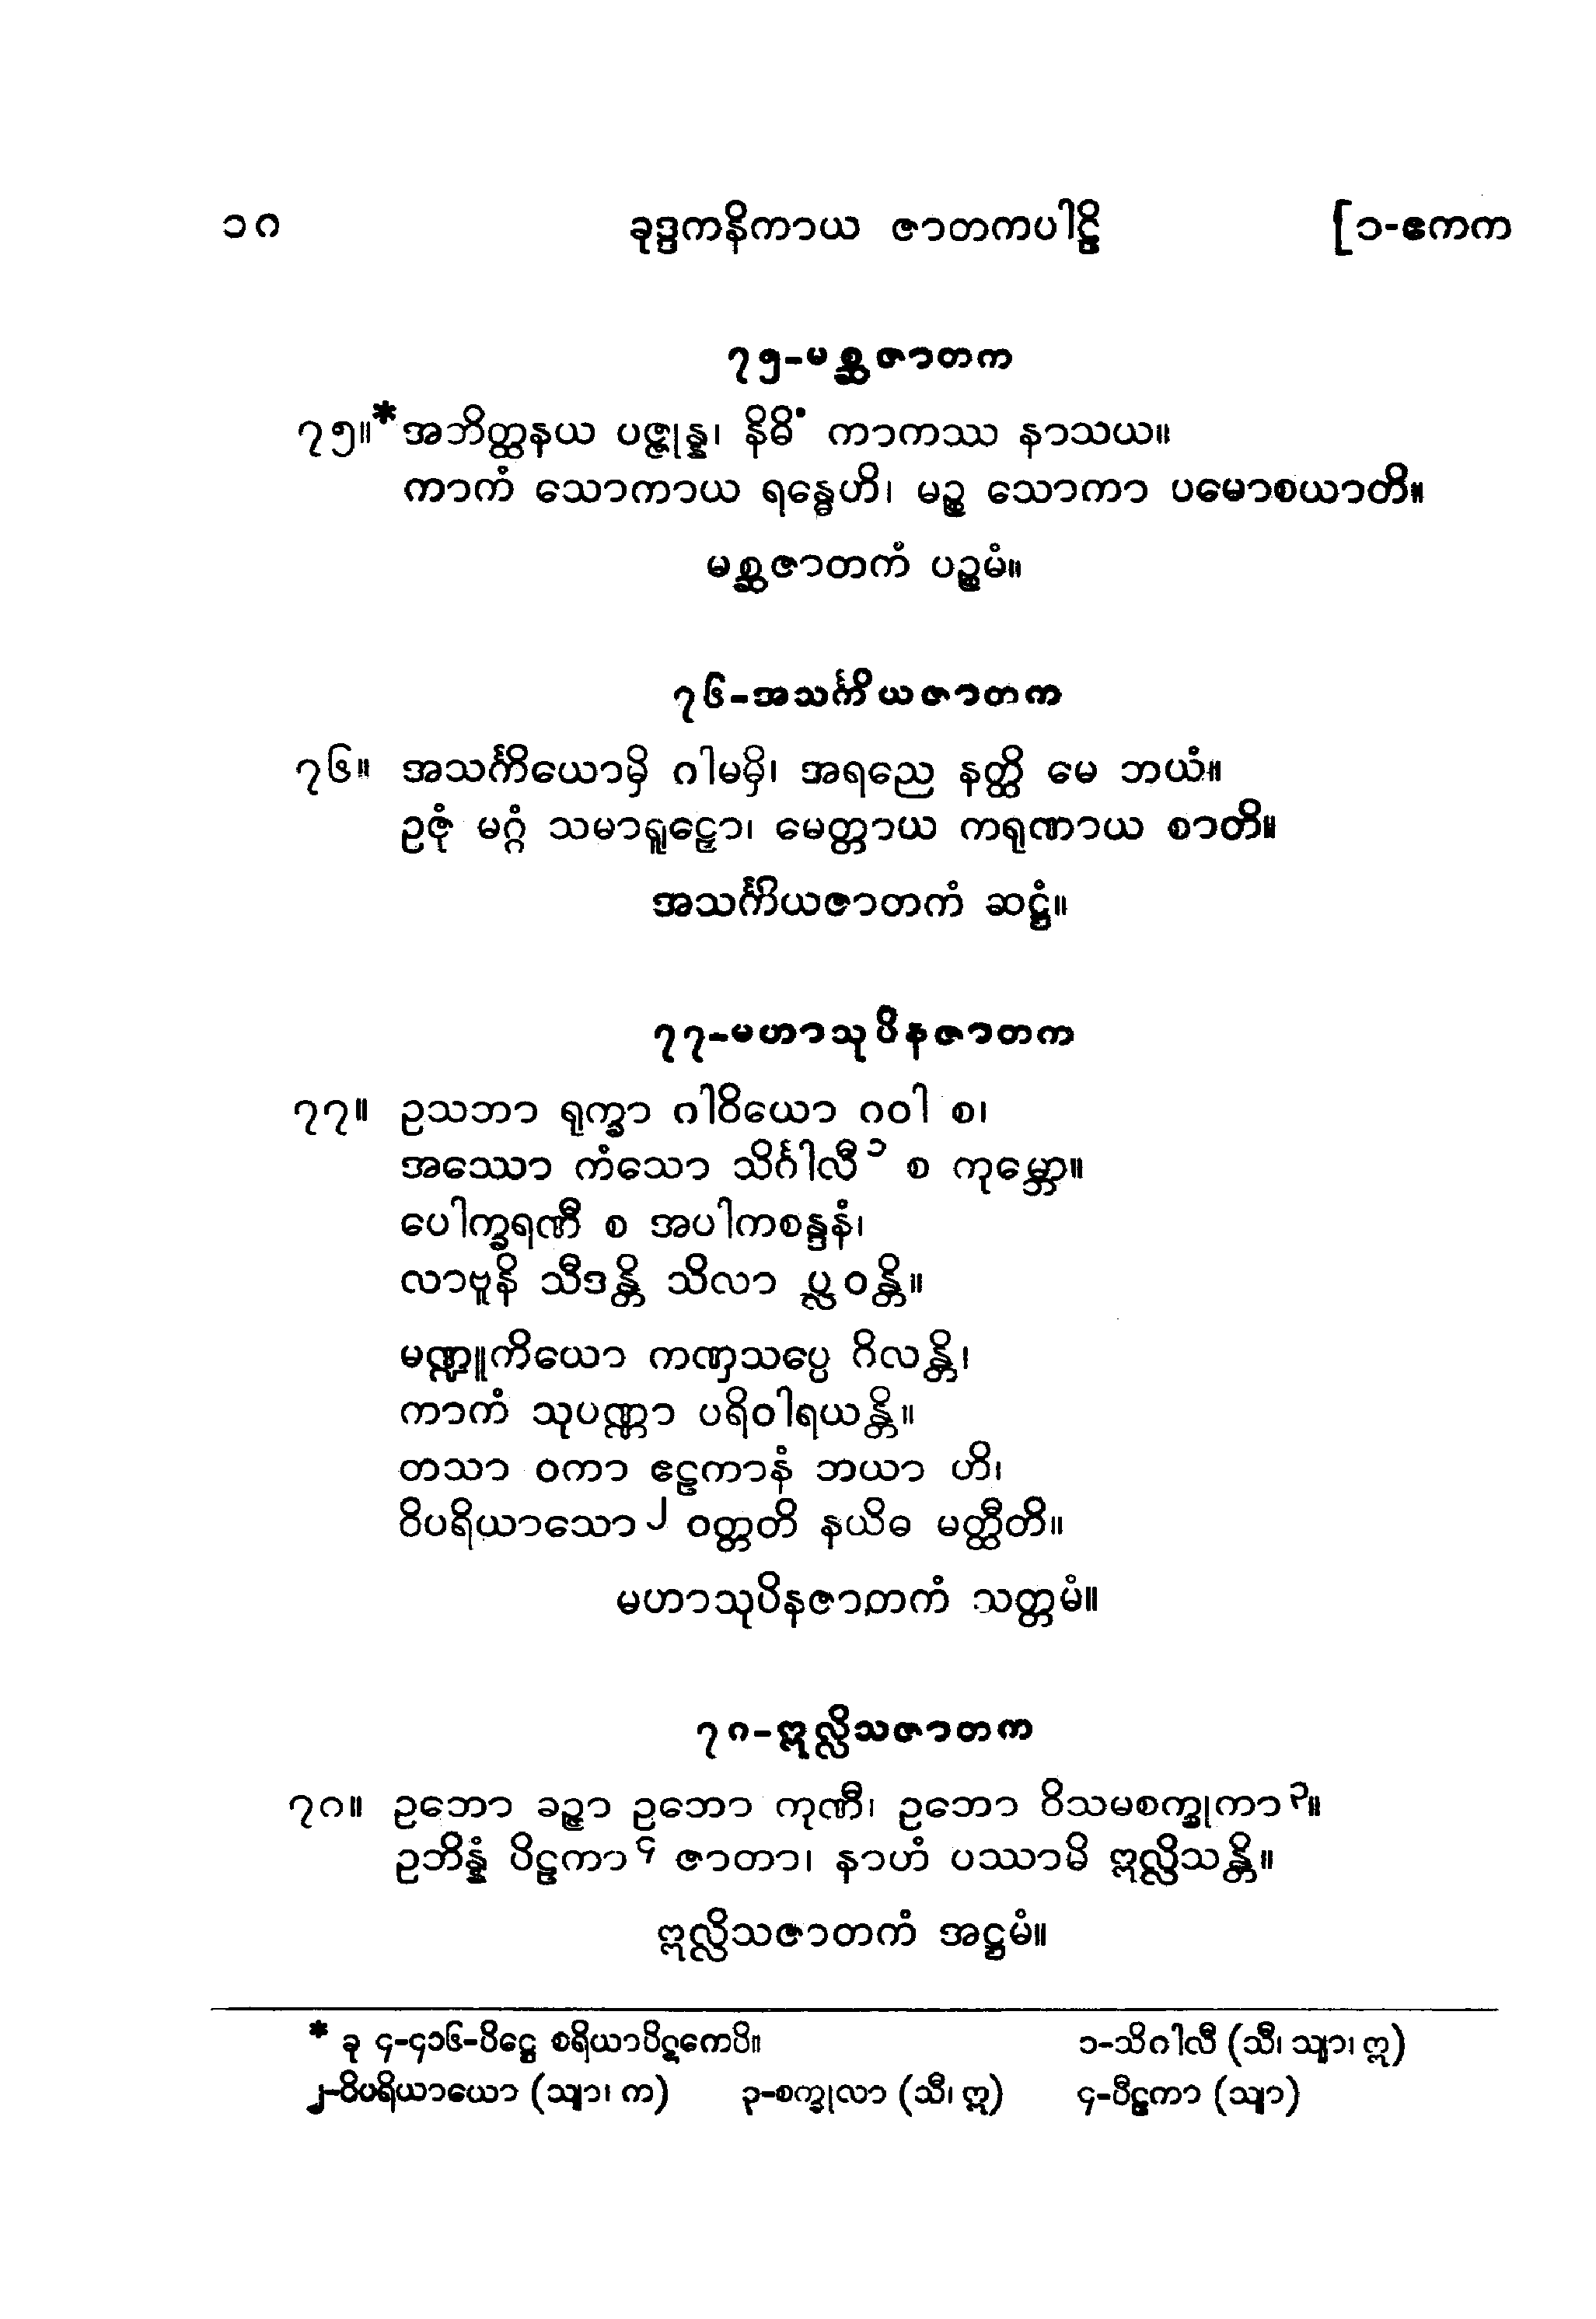 ၁၈ ခုဒ္ဒကနိကာယ ဇာတကပါဠိ [၁-ဧကက
၇၅-မစ္ဆဇာတက
၇၅။ * အဘိတ္ထနယ ပဇ္ဇုန္န၊ နိဓိံ ကာကဿ နာသယ။
ကာကံ သောကာယ ရန္ဓေဟိ၊ မဉ္စ သောကာ ပမောစယာတိ။
မစ္ဆဇာတကံ ပဉ္စမံ။
၇၆-အသင်္ကိယဇာတက
၇၆။ အသင်္ကိယောမှိ ဂါမမှိ၊ အရညေ နတ္ထိ မေ ဘယံ။
ဥဇုံ မဂ္ဂံ သမာရူဠှော၊ မေတ္တာယ ကရုဏာယ စာတိ။
အသင်္ကိယဇာတကံ ဆဋ္ဌံ။
၇၇-မဟာသုပိနဇာတက
၇၇။ ဥသဘာ ရုက္ခာ ဂါဝိယော ဂဝါ စ၊
အဿော ကံသော သိင်္ဂါလီ ၁ စ ကုမ္ဘော။
ပေါက္ခရဏီ စ အပါကစန္ဒနံ၊
လာဗူနိ သီဒန္တိ သိလာ ပ္လဝန္တိ။
မဏ္ဍူကိယော ကဏှသပ္ပေ ဂိလန္တိ၊
ကာကံ သုပဏ္ဏာ ပရိဝါရယန္တိ။
တသာ ဝကာ ဧဠကာနံ ဘယာ ဟိ၊
ဝိပရိယာသော ၂ ဝတ္တတိ နယိဓ မတ္ထီတိ။
မဟာသုပိနဇာတကံ သတ္တမံ။
၇၈-ဣလ္လိသဇာတက
၇၈။ ဥဘော ခဉ္ဇာ ဥဘော ကုဏီ၊ ဥဘော ဝိသမစက္ခုကာ ၃။
ဥဘိန္နံ ပိဠကာ ၄ ဇာတာ၊ နာဟံ ပဿာမိ ဣလ္လိသန္တိ။
ဣလ္လိသဇာတကံ အဋ္ဌမံ။
* ခု ၄-၄၁၆-ပိဋ္ဌေ စရိယာပိဋကေပိ။ ၁-သိဂါလီ (သီ၊ သျာ၊ ဣ)
၂-ဝိပရိယာယော (သျာ၊ က) ၃-စက္ခုလာ (သီ၊ ဣ) ၄-ပီဠကာ (သျာ)